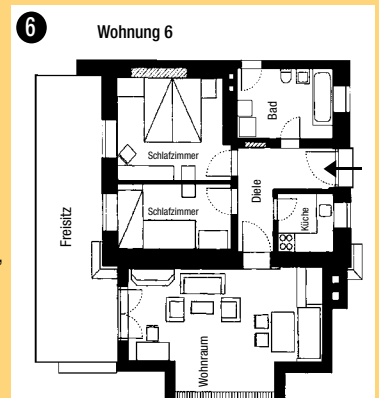 6
Wohnung 6
Bad
Schlafzimmer
Diele
Schlafzimmer
Küche
Freisitz
Wohnraum
,